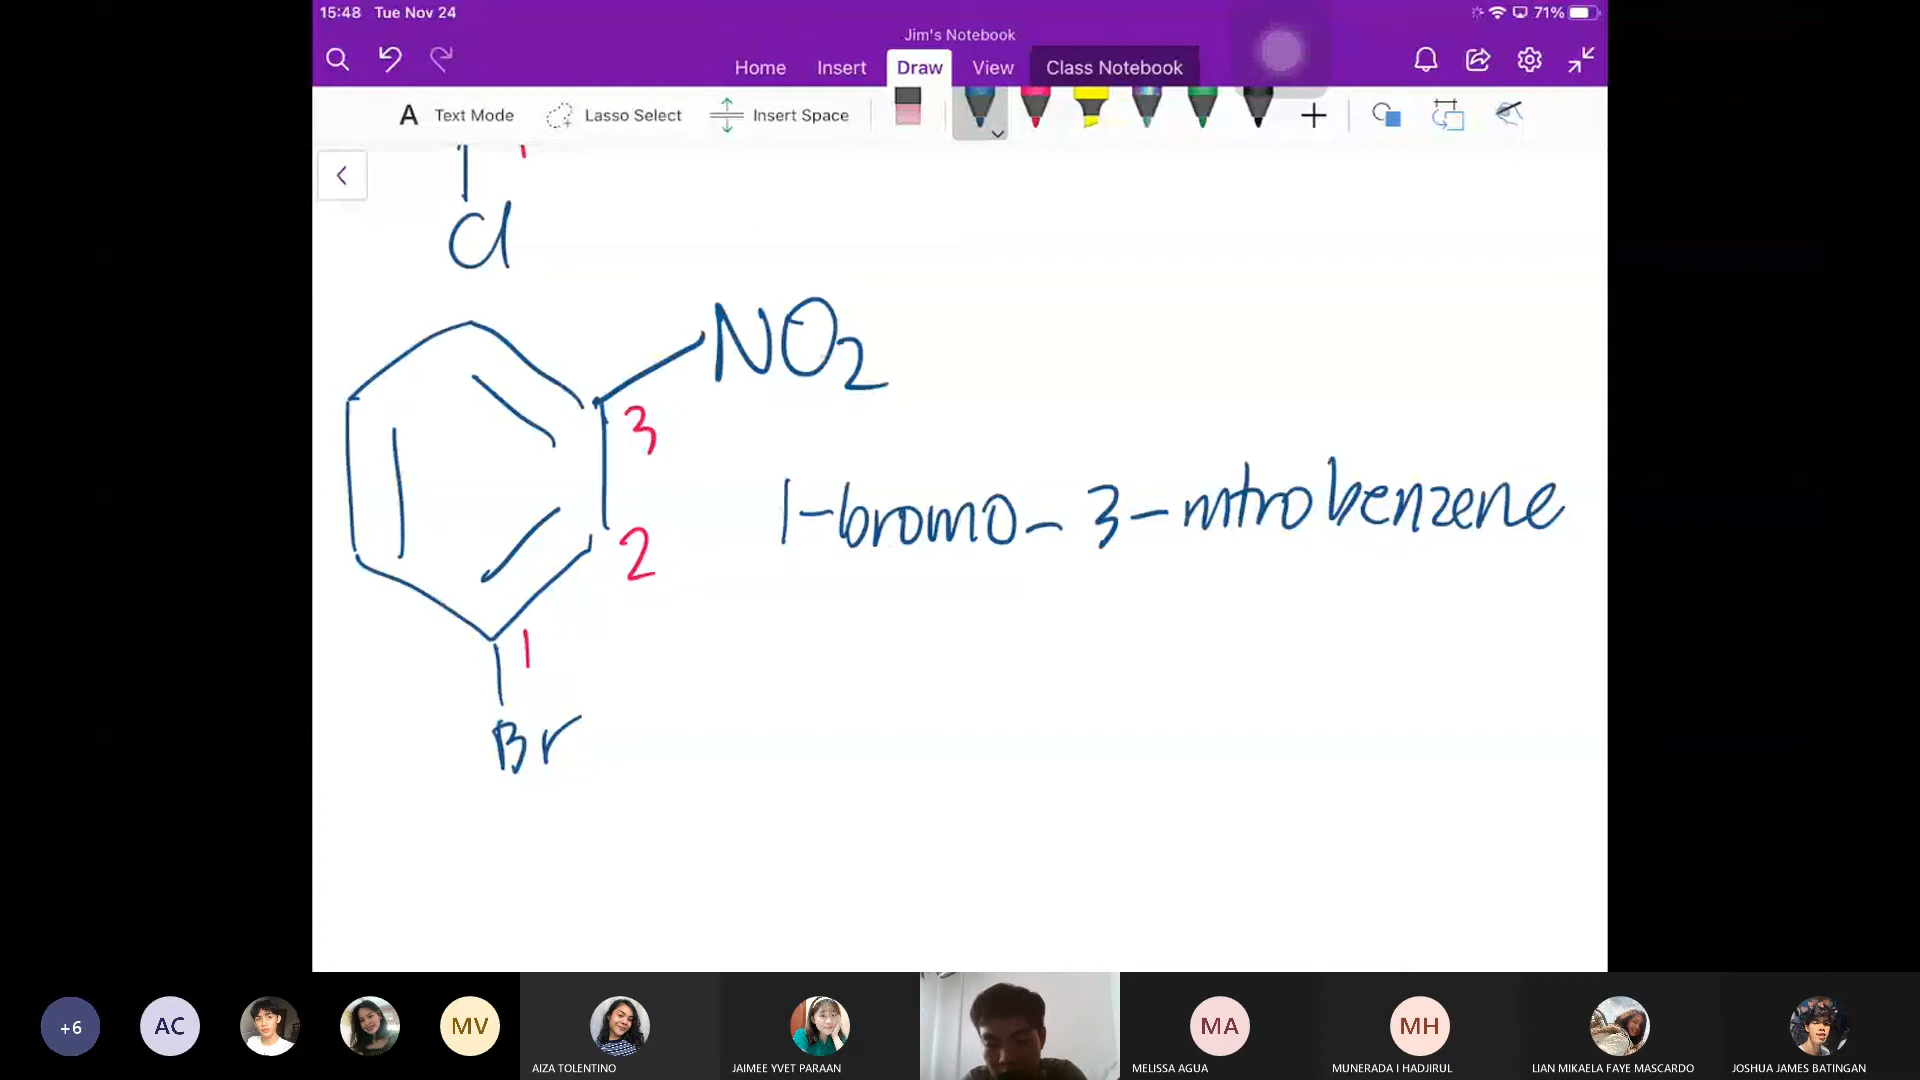 15:48 Tue Nov 24
71%
Jim's Notebook
Home Insert Draw View Class Notebook
A Text Mode Lasso Select Insert Space
Cl
NO2
3
1-bromo-3-nitrobenzene
2
1
Br
+6 AC MV MA MH
AIZA TOLENTINO JAIMEE YVET PARAAN MELISSA AGUA MUNERADA I HADJIRUL LIAN MIKAELA FAYE MASCARDO JOSHUA JAMES BATINGAN